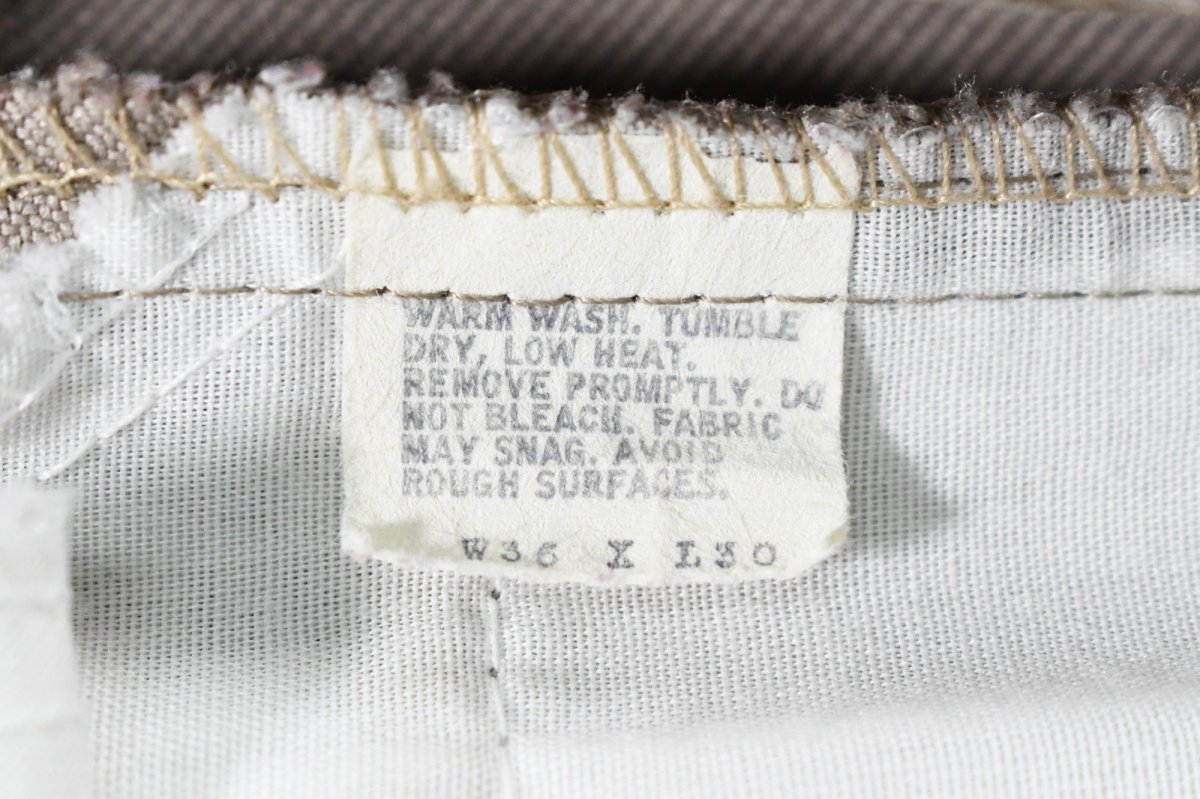 WARM WASH. TUMBLE
DRY, LOW HEAT.
REMOVE PROMPTLY. DO
NOT BLEACH. FABRIC
MAY SNAG. AVOID
ROUGH SURFACES.
W36 X L30